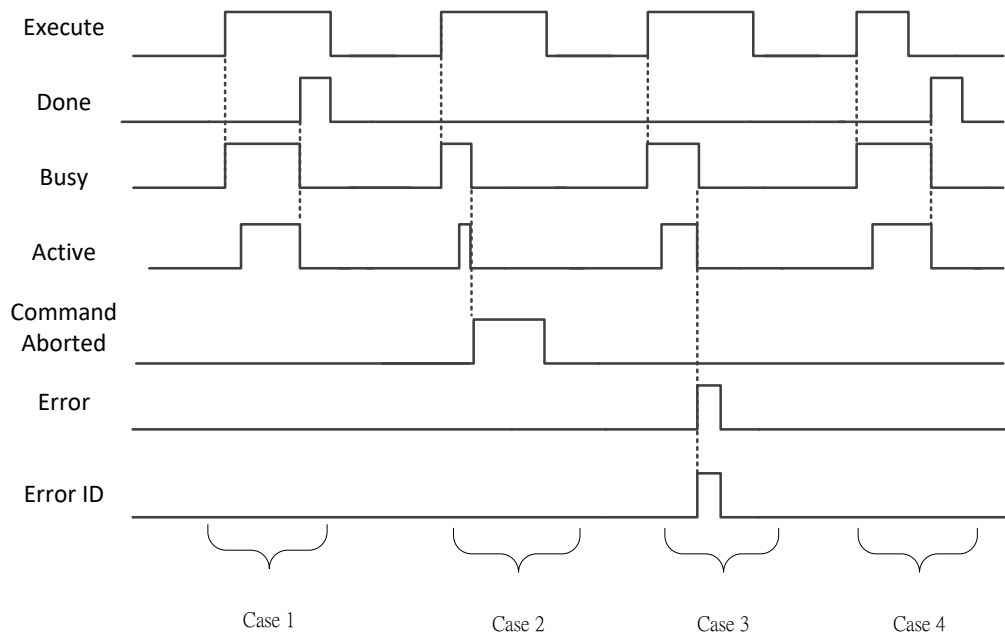 Execute
Done
Busy
Active
Command
Aborted
Error
Error ID
Case 1
Case 2
Case 3
Case 4